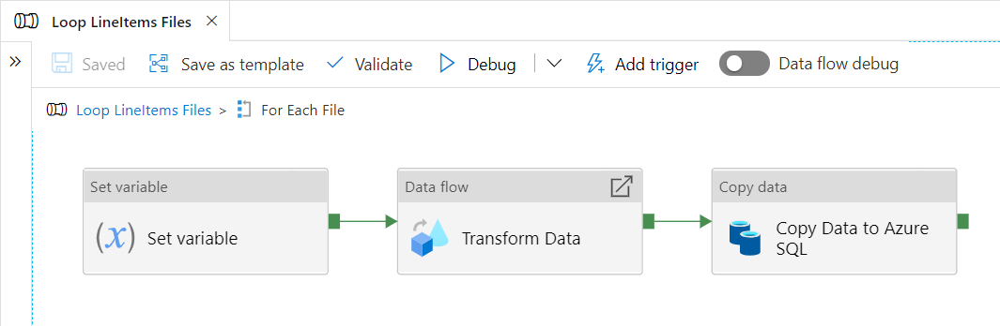 Loop LineItems Files
Saved Save as template Validate Debug Add trigger Data flow debug
Loop LineItems Files > For Each File
Set variable Data flow Copy data
(x) Set variable Transform Data Copy Data to Azure
SQL